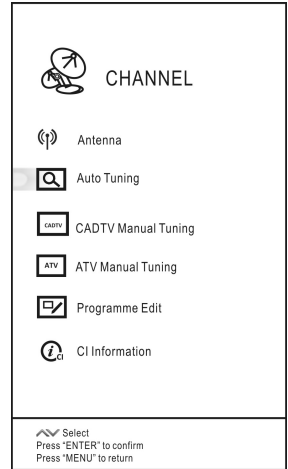 CHANNEL
Antenna
Auto Tuning
CADTV CADTV Manual Tuning
ATV ATV Manual Tuning
Programme Edit
i CI CI Information
Select
Press "ENTER" to confirm
Press "MENU" to return